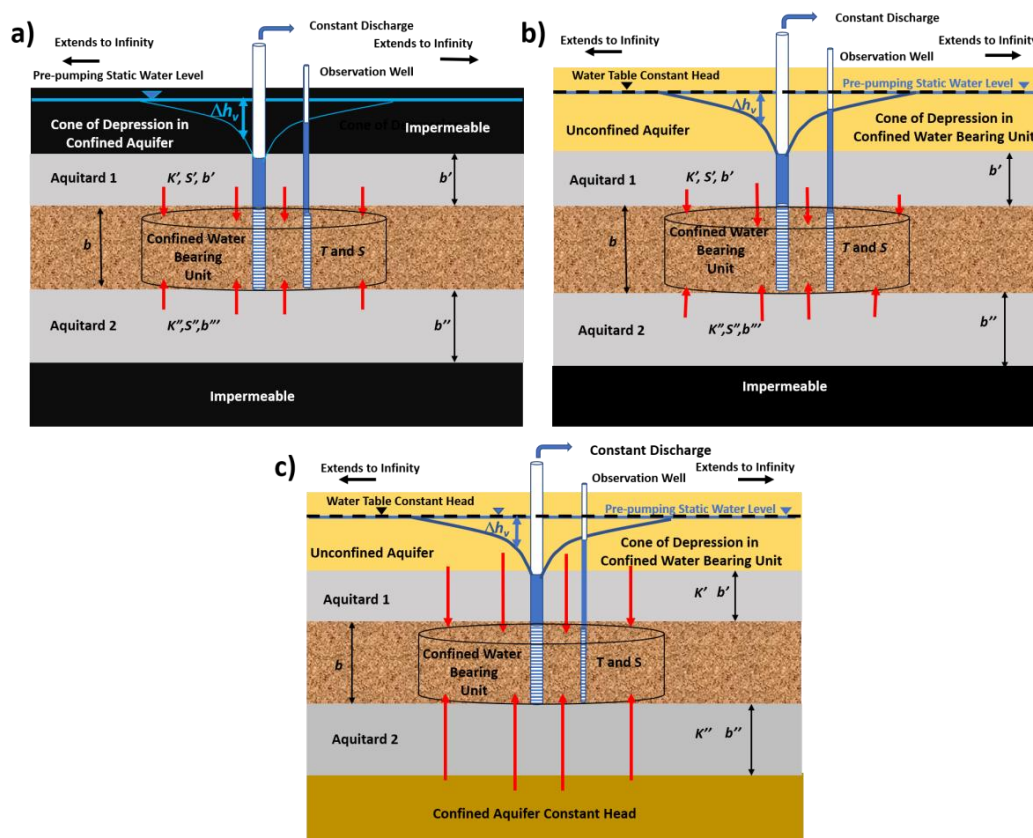 a)
Constant Discharge
Extends to Infinity
Extends to Infinity
Pre-pumping Static Water Level
Observation Well
Δhᵥ
Cone of Depression in
Confined Aquifer
Cone of Depression
Impermeable
Aquitard 1
K', S', b'
b'
b
Confined Water
Bearing
Unit
T and S
Aquitard 2
K'',S'',b'''
b''
Impermeable
b)
Constant Discharge
Extends to Infinity
Extends to Infinity
Observation Well
Water Table Constant Head
Pre-pumping Static Water Level
Δhᵥ
Unconfined Aquifer
Cone of Depression in
Confined Water Bearing Unit
Aquitard 1
K', S', b'
b'
b
Confined Water
Bearing
Unit
T and S
Aquitard 2
K'',S'',b'''
b''
Impermeable
c)
Constant Discharge
Extends to Infinity
Observation Well
Extends to Infinity
Water Table Constant Head
Pre-pumping Static Water Level
Δhᵥ
Unconfined Aquifer
Cone of Depression in
Confined Water Bearing Unit
Aquitard 1
K' b'
b
Confined Water
Bearing
Unit
T and S
Aquitard 2
K'' b''
Confined Aquifer Constant Head